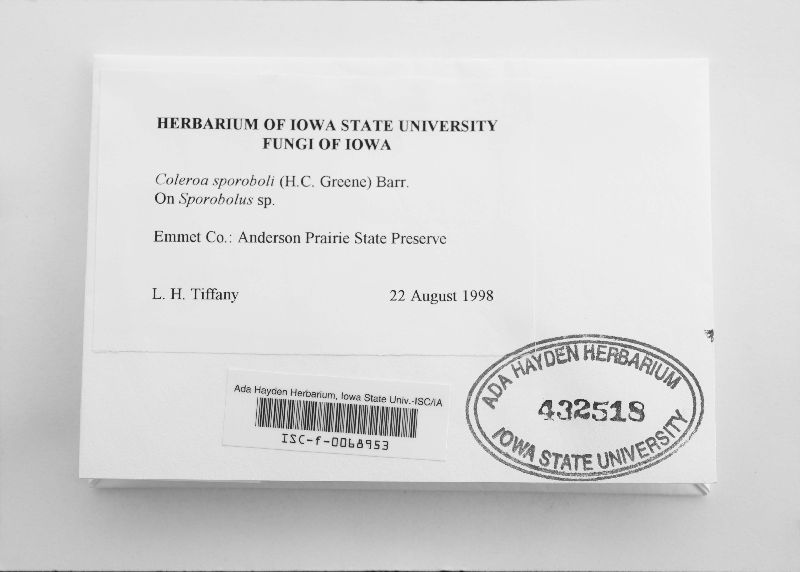 HERBARIUM OF IOWA STATE UNIVERSITY
FUNGI OF IOWA
Coleroa sporoboli (H.C. Greene) Barr.
On Sporobolus sp.
Emmet Co.: Anderson Prairie State Preserve
L. H. Tiffany 22 August 1998
Ada Hayden Herbarium, Iowa State Univ.-ISC/IA
ISC-f-0068953
ADA HAYDEN HERBARIUM
432518
IOWA STATE UNIVERSITY